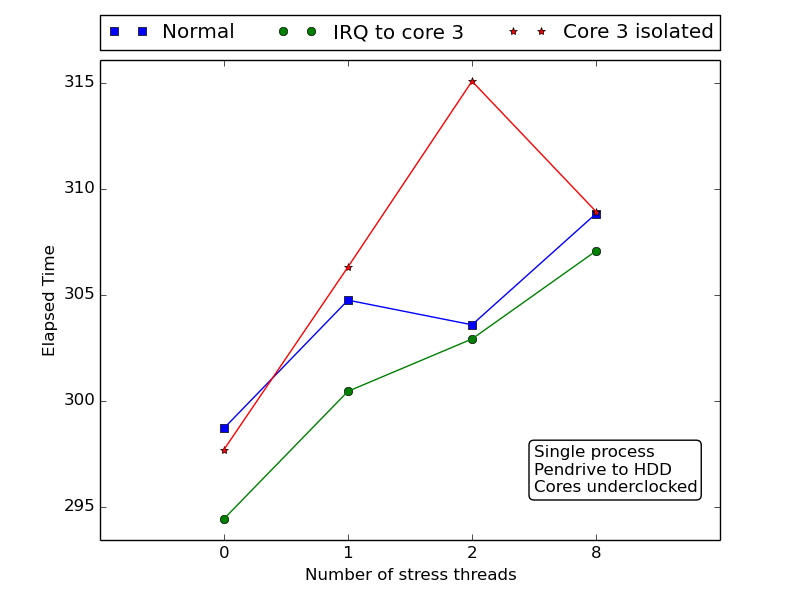 Normal IRQ to core 3 Core 3 isolated
315
310
305
300
295
Elapsed Time
Single process
Pendrive to HDD
Cores underclocked
0 1 2 8
Number of stress threads